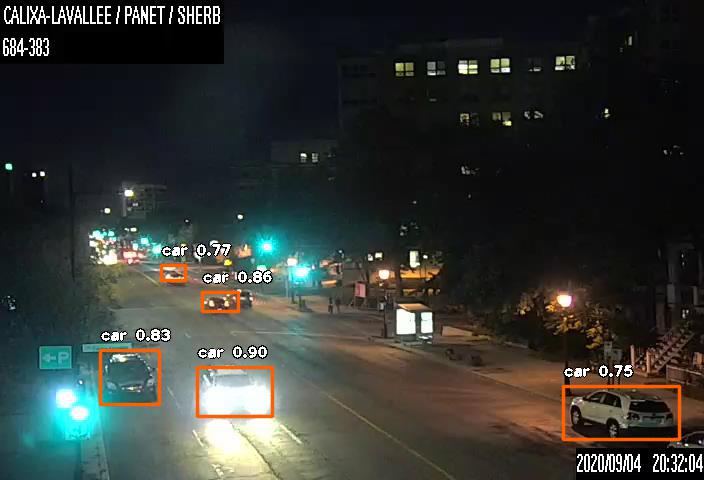 CALIXA-LAVALLEE / PANET / SHERB
684-383
car 0.77
car 0.86
car 0.83
car 0.90
car 0.75
P
2020/09/04 20:32:04